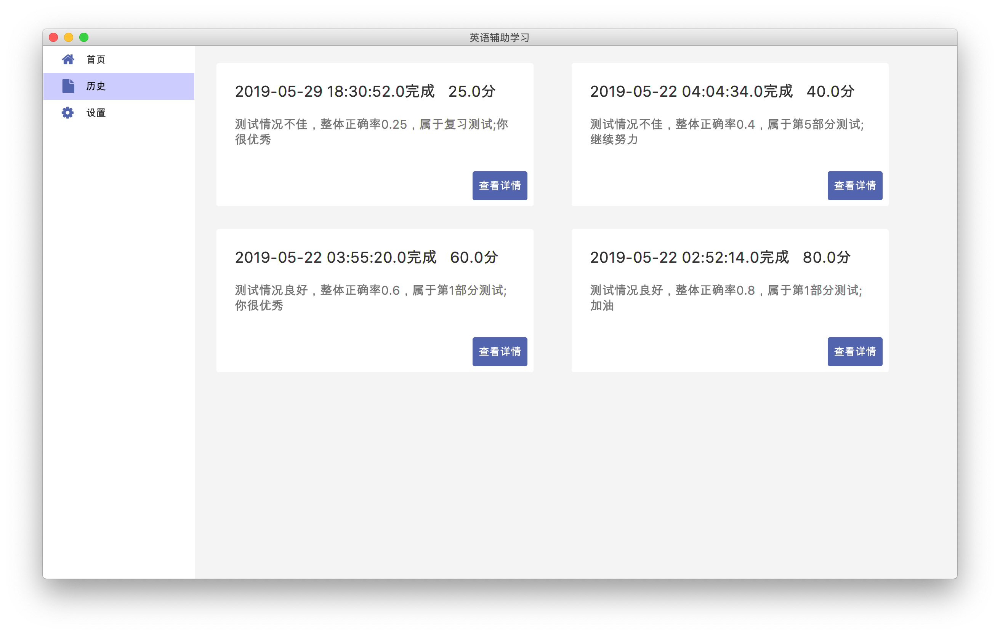 英语辅助学习
首页
历史
设置
2019-05-29 18:30:52.0完成 25.0分
测试情况不佳，整体正确率0.25，属于复习测试;你
很优秀
查看详情
2019-05-22 04:04:34.0完成 40.0分
测试情况不佳，整体正确率0.4，属于第5部分测试;
继续努力
查看详情
2019-05-22 03:55:20.0完成 60.0分
测试情况良好，整体正确率0.6，属于第1部分测试;
你很优秀
查看详情
2019-05-22 02:52:14.0完成 80.0分
测试情况良好，整体正确率0.8，属于第1部分测试;
加油
查看详情